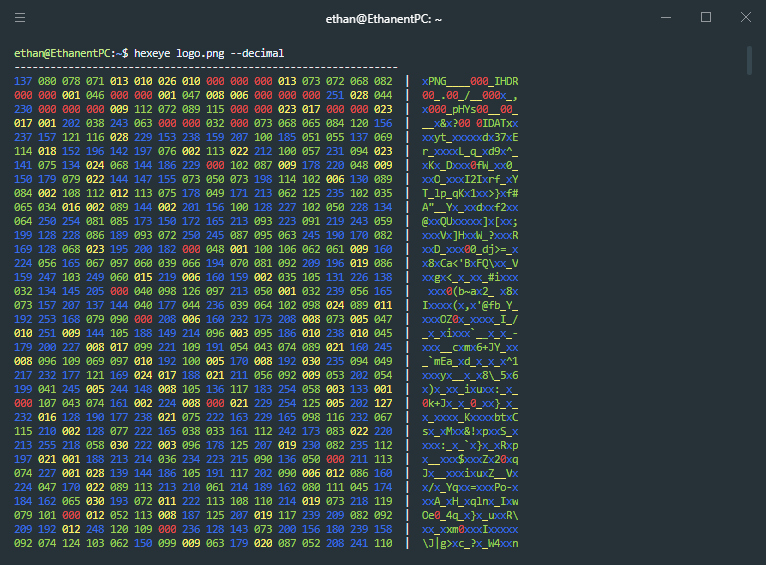 ethan@EthanentPC: ~
ethan@EthanentPC:~$ hexeye logo.png --decimal
----------------------------------------------------------------
137 080 078 071 013 010 026 010 000 000 000 013 073 072 068 082 | xPNG____000_IHDR
000 000 001 046 000 000 001 047 008 006 000 000 000 251 028 044 | 00_.00_/__000x_,
230 000 000 000 009 112 072 089 115 000 000 023 017 000 000 023 | x000_pHYs00__00_
017 001 202 038 243 063 000 000 032 000 073 068 065 084 120 156 | __x&x?00 0IDATxx
237 157 121 116 028 229 153 238 159 207 100 185 051 055 137 069 | xxyt_xxxxxdx37xE
114 018 152 196 142 197 076 002 113 022 212 100 057 231 094 023 | r_xxxxL_q_xd9x^_
141 075 134 024 068 144 186 229 000 102 087 009 178 220 048 009 | xKx_Dxxx0fW_xx0_
150 179 079 022 144 147 155 073 050 073 198 114 102 006 130 089 | xxO_xxxI2Ixrf_xY
084 002 108 112 012 113 075 178 049 171 213 062 125 235 102 035 | T_lp_qKx1xx>}xf#
065 034 016 002 089 144 002 201 156 100 128 227 102 050 228 134 | A"__Yx_xxdxxf2xx
064 250 254 081 085 173 150 172 165 213 093 223 091 219 243 059 | @xxQUxxxxx]x[xx;
199 128 228 086 189 093 072 250 245 087 095 063 245 190 170 082 | xxxVx]HxxW_?xxxR
169 128 068 023 195 200 182 000 048 001 100 106 062 061 009 160 | xxD_xxx00_dj>=_x
224 056 165 067 097 060 039 066 194 070 081 092 209 196 019 086 | x8xCa<'BxFQ\xx_V
159 247 103 249 060 015 219 006 160 159 002 035 105 131 226 138 | xxgx<_x_xx_#ixxx
032 134 145 205 000 040 098 126 097 213 050 001 032 239 056 165 |  xxx0(b~ax2_ x8x
073 157 207 137 144 040 177 044 236 039 064 102 098 024 089 011 | Ixxxx(x,x'@fb_Y_
192 253 168 079 090 000 208 006 160 232 173 208 008 073 005 047 | xxxOZ0x_xxxx_I_/
010 251 009 144 105 188 149 214 096 003 095 186 010 238 010 045 | _x_xixxx`__x_x_-
179 200 227 008 017 099 221 109 191 054 043 074 089 021 160 245 | xxx__cxmx6+JY_xx
008 096 109 069 097 010 192 100 005 170 008 192 030 235 094 049 | _`mEa_xd_x_x_x^1
217 232 177 121 169 024 017 188 021 211 056 092 009 053 202 054 | xxxyx__x_x8\_5x6
199 041 245 005 244 148 008 105 136 117 183 254 058 003 133 001 | x)x_xx_ixuxx:_x_
000 107 043 074 161 002 224 008 000 021 229 254 125 005 202 127 | 0k+Jx_x_0_xx}_x_
232 016 128 190 177 238 021 075 222 163 229 165 098 116 232 067 | x_xxxx_KxxxxbtxC
115 210 002 128 077 222 165 038 033 161 112 242 173 083 022 220 | sx_xMxx&!xpxxS_x
213 255 218 058 030 222 003 096 178 125 207 019 230 082 235 112 | xxx:_x_`x}x_xRxp
197 021 001 188 213 214 036 234 223 215 090 136 050 000 211 113 | x__xxx$xxxZx20xq
074 227 001 028 139 144 186 105 191 117 202 090 006 012 086 160 | Jx__xxxixuxZ__Vx
224 047 170 022 089 113 213 210 061 214 189 162 080 111 045 174 | x/x_Yqxx=xxxPo-x
184 162 065 030 193 072 011 222 113 108 110 214 019 073 218 119 | xxA_xH_xqlnx_Ixw
079 101 000 012 052 113 008 187 125 207 019 117 239 209 082 092 | Oe0_4q_x}x_uxxR\
209 192 012 248 120 109 000 236 128 143 073 200 156 180 239 158 | xx_xxm0xxxIxxxxx
092 074 124 103 062 150 099 009 063 179 020 087 052 208 241 110 | \J|g>xc_?x_W4xxn